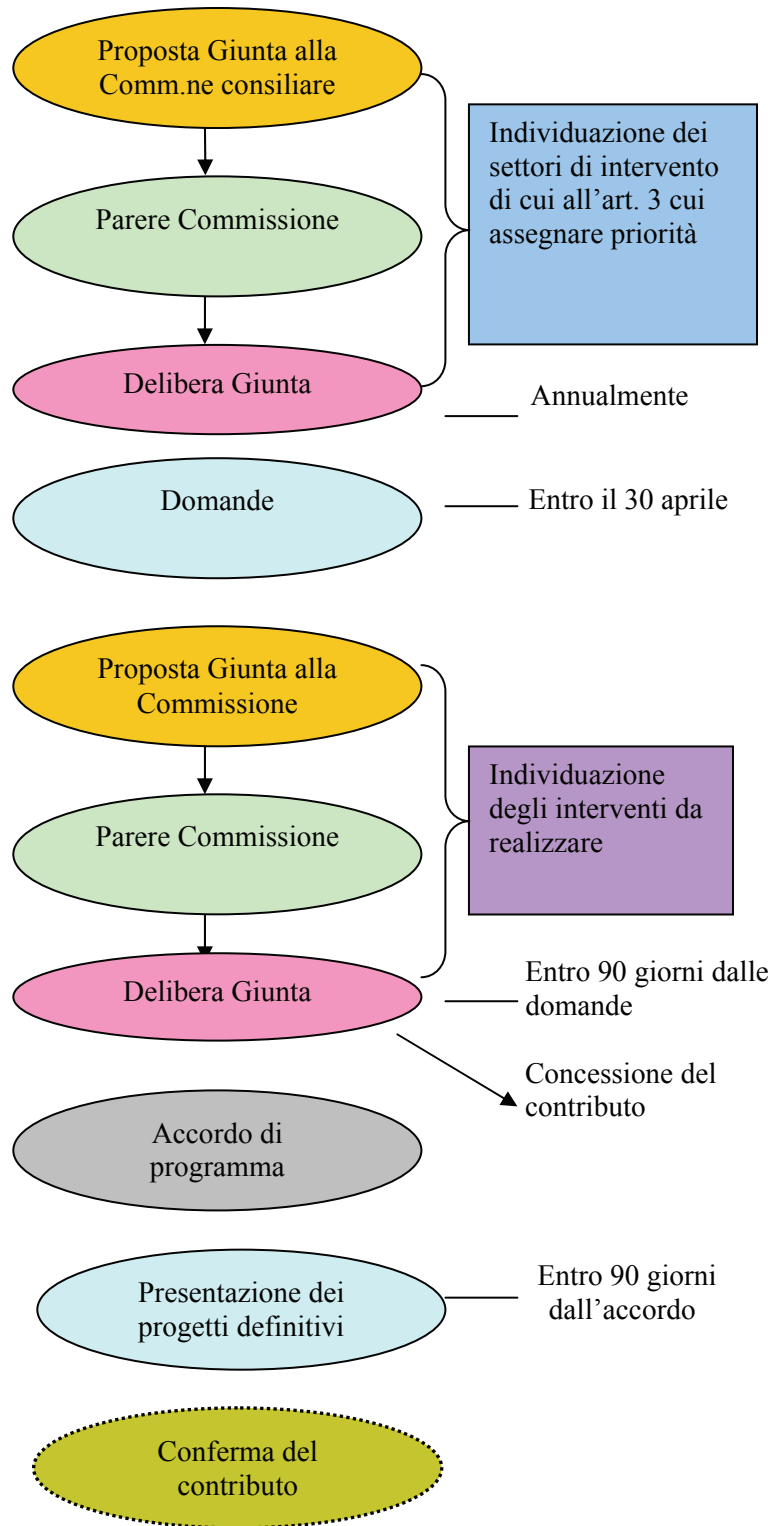 Proposta Giunta alla
Comm.ne consiliare
Individuazione dei
settori di intervento
di cui all’art. 3 cui
assegnare priorità
Parere Commissione
Delibera Giunta
Annualmente
Domande
Entro il 30 aprile
Proposta Giunta alla
Commissione
Individuazione
degli interventi da
realizzare
Parere Commissione
Delibera Giunta
Entro 90 giorni dalle
domande
Concessione del
contributo
Accordo di
programma
Presentazione dei
progetti definitivi
Entro 90 giorni
dall’accordo
Conferma del
contributo